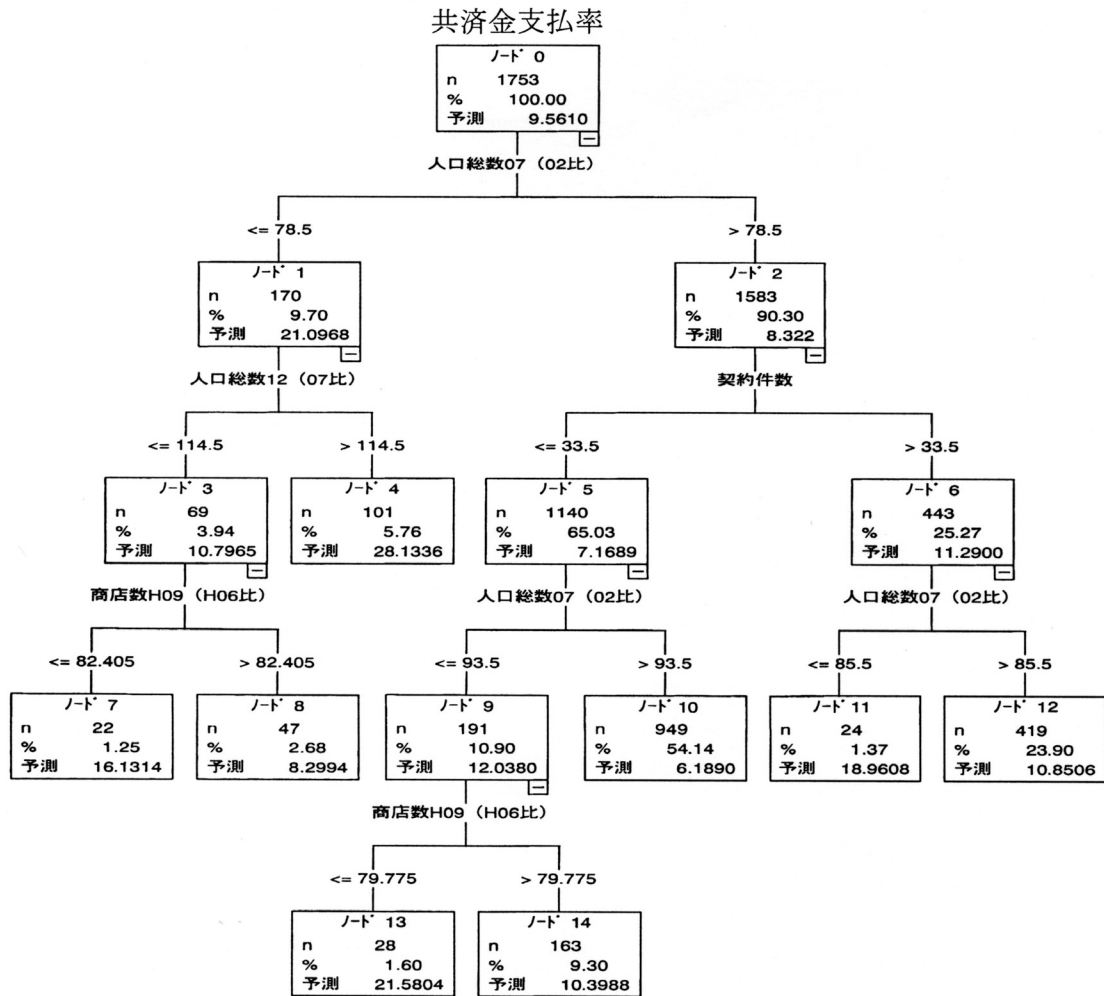 共済金支払率
ノード 0
n 1753
% 100.00
予測 9.5610
人口総数07（02比）
<= 78.5 > 78.5
ノード 1
n 170
% 9.70
予測 21.0968
ノード 2
n 1583
% 90.30
予測 8.322
人口総数12（07比）
契約件数
<= 114.5 > 114.5 <= 33.5 > 33.5
ノード 3
n 69
% 3.94
予測 10.7965
ノード 4
n 101
% 5.76
予測 28.1336
ノード 5
n 1140
% 65.03
予測 7.1689
ノード 6
n 443
% 25.27
予測 11.2900
商店数H09（H06比）
人口総数07（02比）
人口総数07（02比）
<= 82.405 > 82.405 <= 93.5 > 93.5 <= 85.5 > 85.5
ノード 7
n 22
% 1.25
予測 16.1314
ノード 8
n 47
% 2.68
予測 8.2994
ノード 9
n 191
% 10.90
予測 12.0380
ノード 10
n 949
% 54.14
予測 6.1890
ノード 11
n 24
% 1.37
予測 18.9608
ノード 12
n 419
% 23.90
予測 10.8506
商店数H09（H06比）
<= 79.775 > 79.775
ノード 13
n 28
% 1.60
予測 21.5804
ノード 14
n 163
% 9.30
予測 10.3988